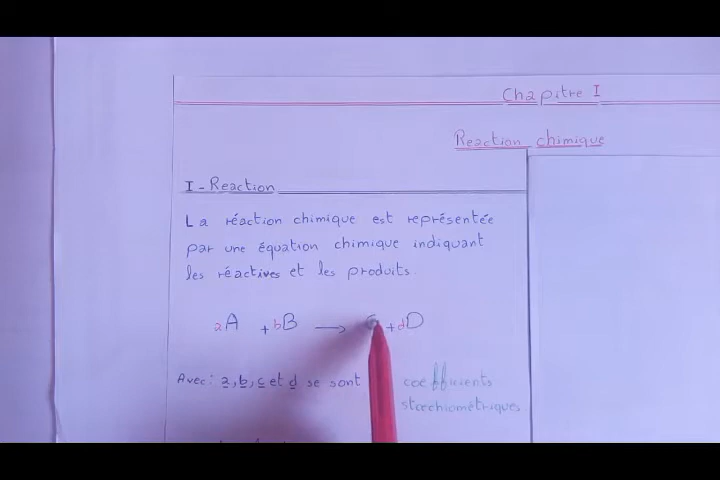 Chapitre I
Reaction chimique
I - Reaction
La réaction chimique est représentée
par une équation chimique indiquant
les réactives et les produits.
aA + bB → C + dD
Avec : a, b, c et d se sont coefficients
stœchiométriques